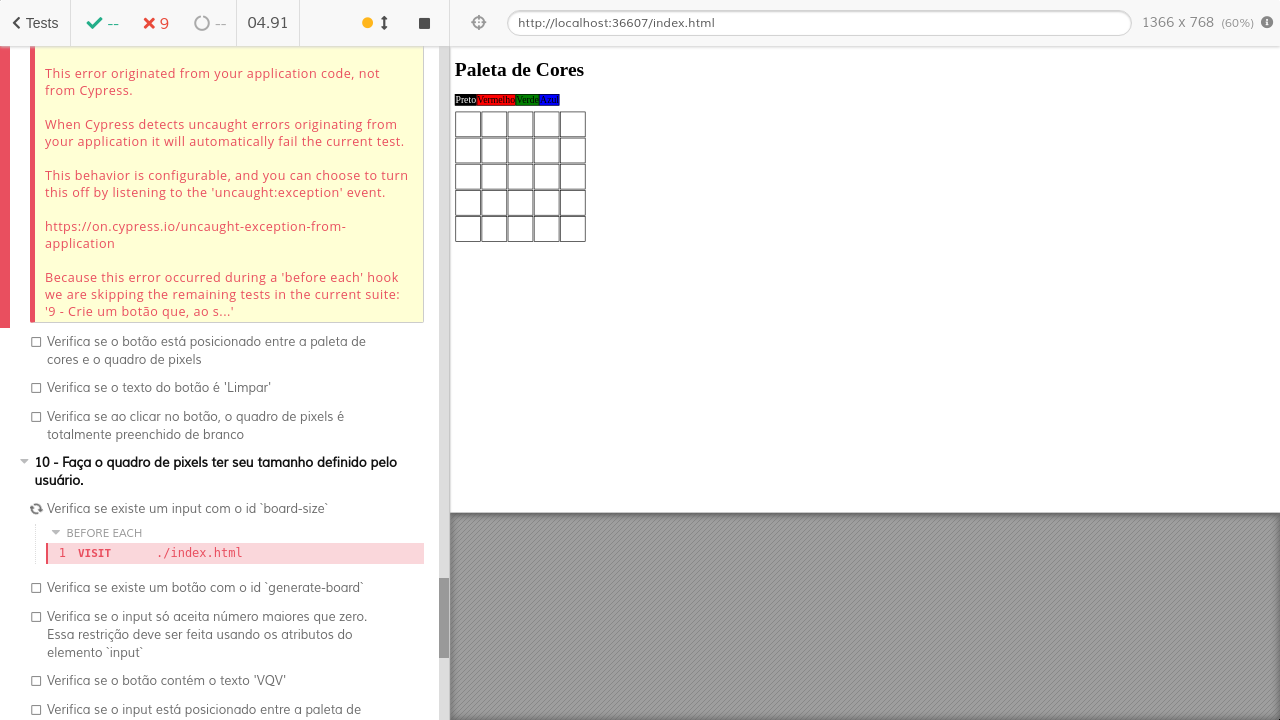 Tests
--
9
--
04.91
http://localhost:36607/index.html
1366 x 768 (60%)
This error originated from your application code, not
from Cypress.
When Cypress detects uncaught errors originating from
your application it will automatically fail the current test.
This behavior is configurable, and you can choose to turn
this off by listening to the 'uncaught:exception' event.
https://on.cypress.io/uncaught-exception-from-
application
Because this error occurred during a 'before each' hook
we are skipping the remaining tests in the current suite:
'9 - Crie um botão que, ao s...'
Verifica se o botão está posicionado entre a paleta de
cores e o quadro de pixels
Verifica se o texto do botão é 'Limpar'
Verifica se ao clicar no botão, o quadro de pixels é
totalmente preenchido de branco
10 - Faça o quadro de pixels ter seu tamanho definido pelo
usuário.
Verifica se existe um input com o id `board-size`
BEFORE EACH
1 VISIT ./index.html
Verifica se existe um botão com o id `generate-board`
Verifica se o input só aceita número maiores que zero.
Essa restrição deve ser feita usando os atributos do
elemento `input`
Verifica se o botão contém o texto 'VQV'
Verifica se o input está posicionado entre a paleta de
Paleta de Cores
Preto Vermelho Verde Azul